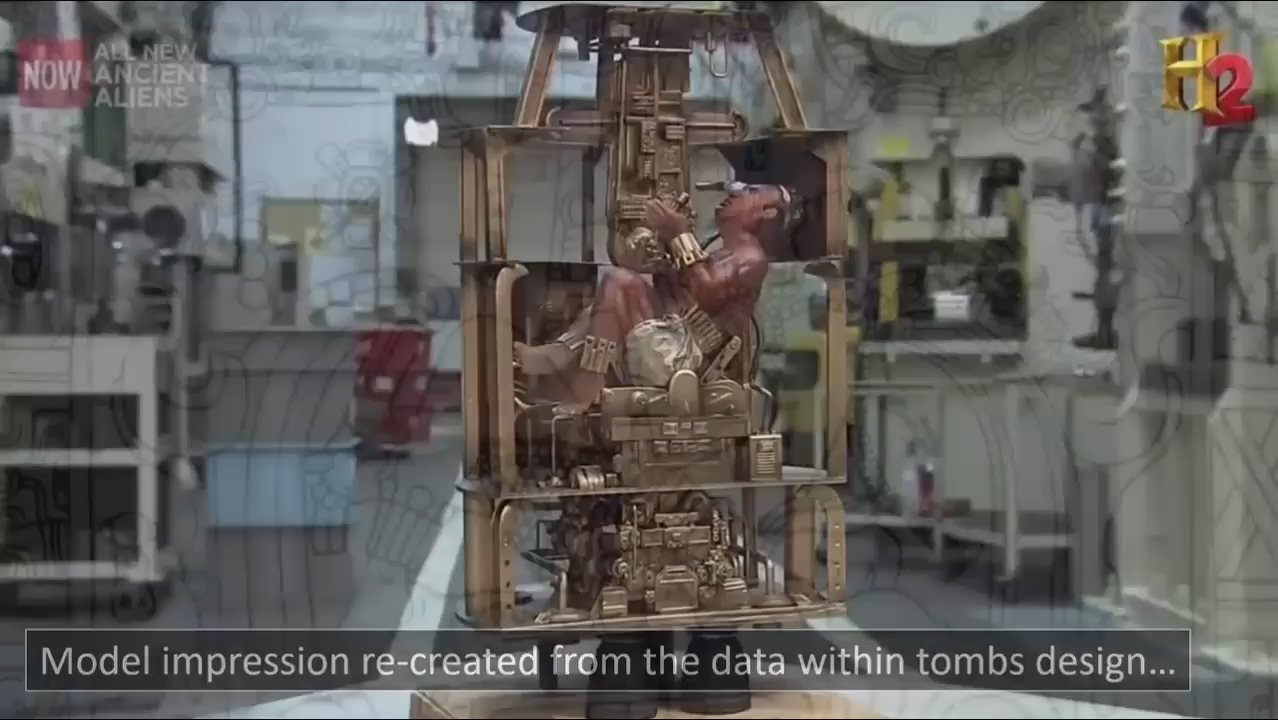 NOW
ALL NEW
ANCIENT
ALIENS
H2
Model impression re-created from the data within tombs design...